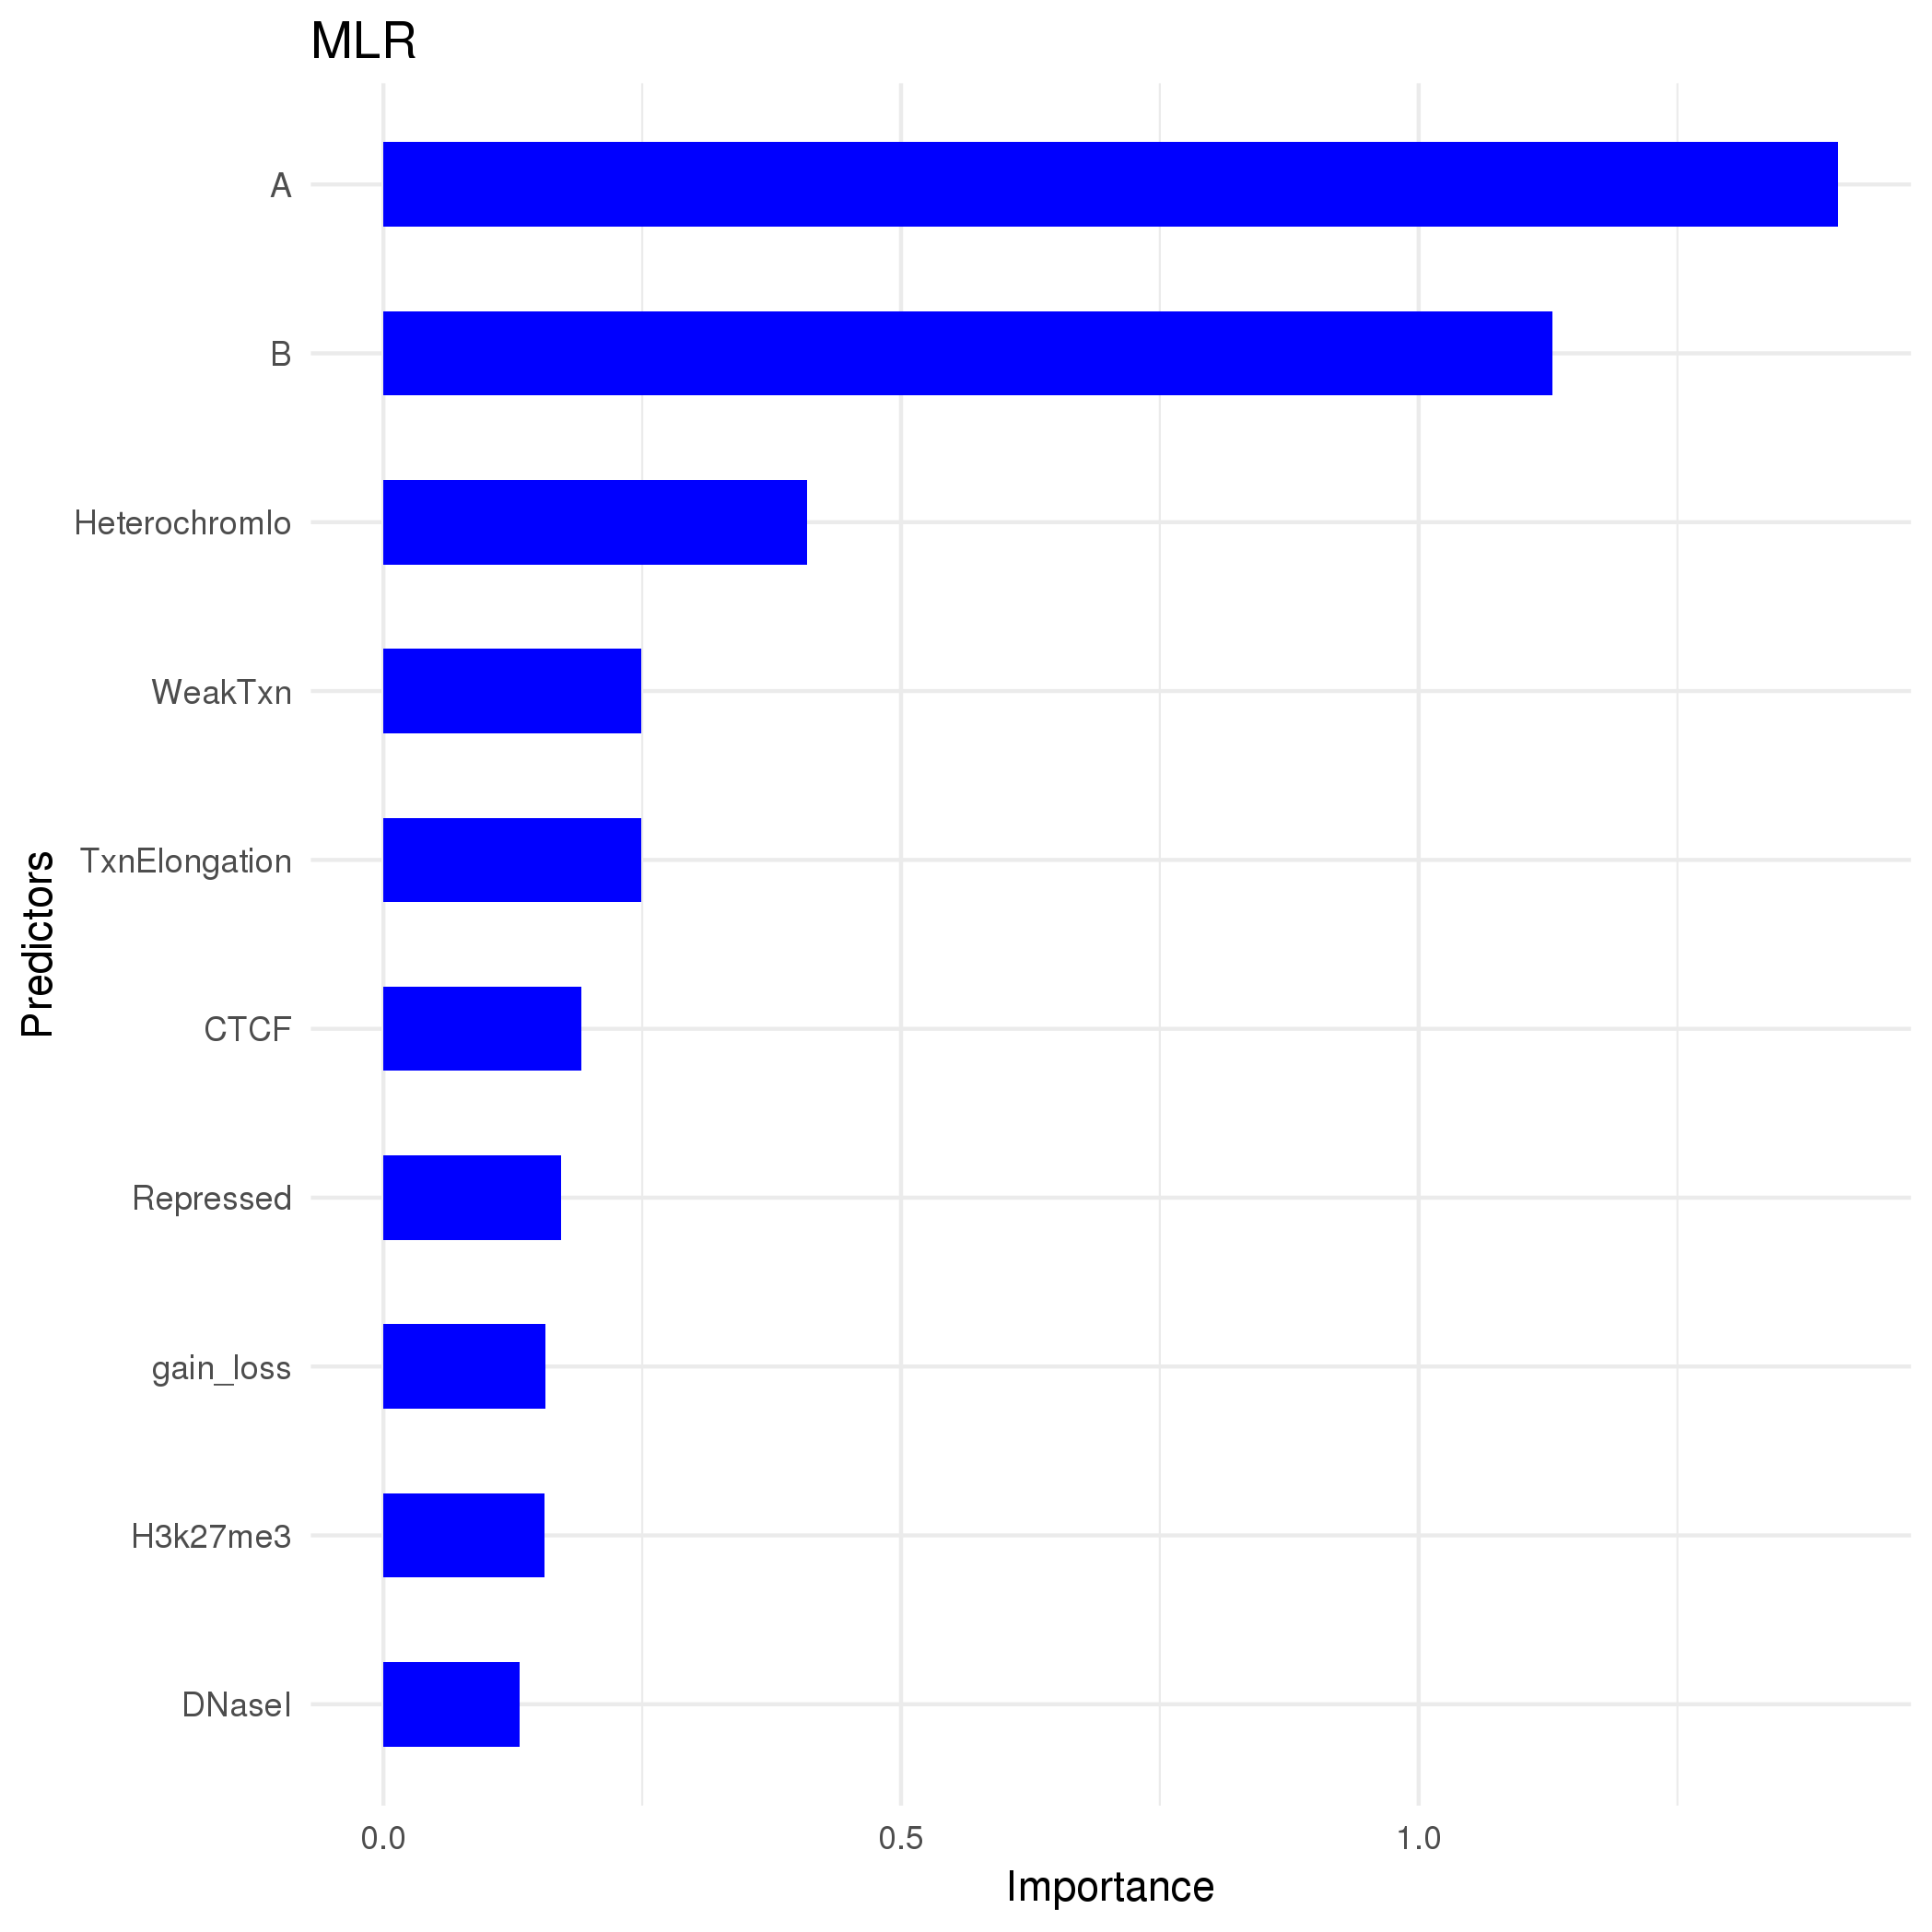 MLR
A
B
Heterochromlo
WeakTxn
TxnElongation
CTCF
Repressed
gain_loss
H3k27me3
DNaseI
Predictors
0.0 0.5 1.0
Importance